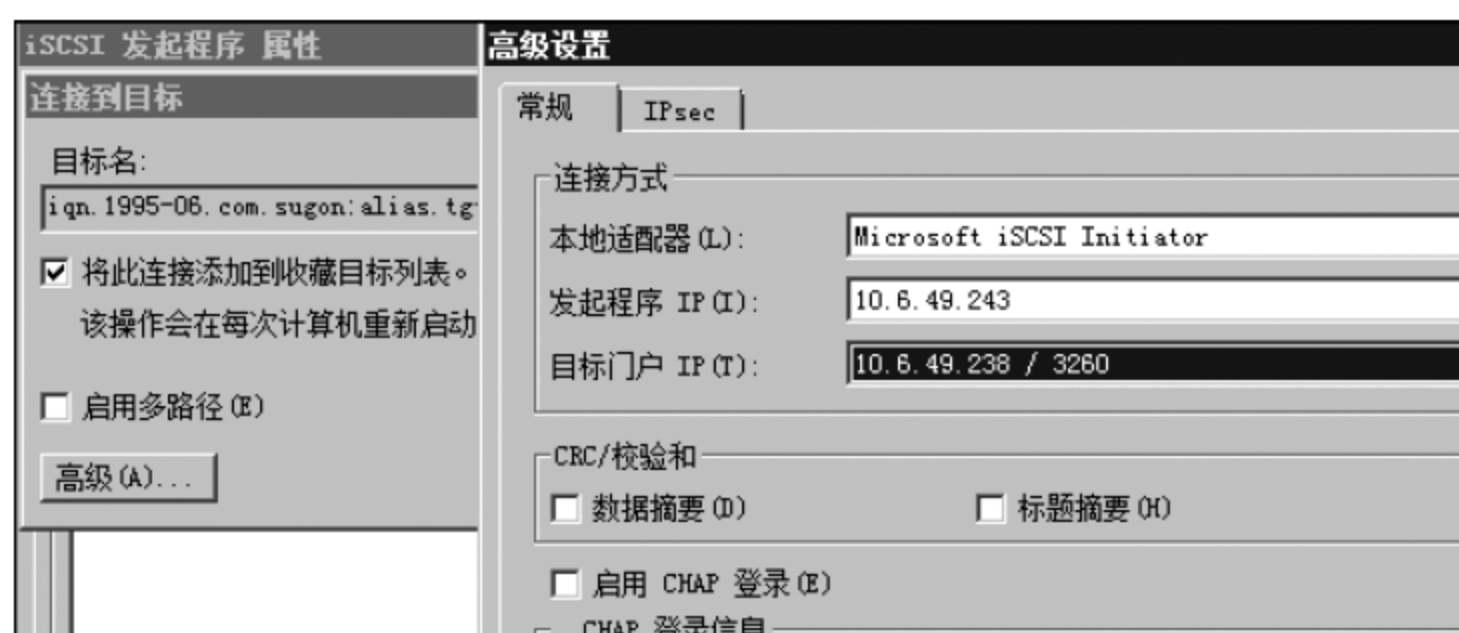 iSCSI 发起程序 属性
连接到目标
目标名:
iqn.1995-06.com.sugon:alias.tg
将此连接添加到收藏目标列表。
该操作会在每次计算机重新启动
启用多路径(E)
高级(A)...
高级设置
常规
IPsec
连接方式
本地适配器(L):
Microsoft iSCSI Initiator
发起程序 IP(I):
10.6.49.243
目标门户 IP(T):
10.6.49.238 / 3260
CRC/校验和
数据摘要(D)
标题摘要(H)
启用 CHAP 登录(E)
CHAP 登录信息